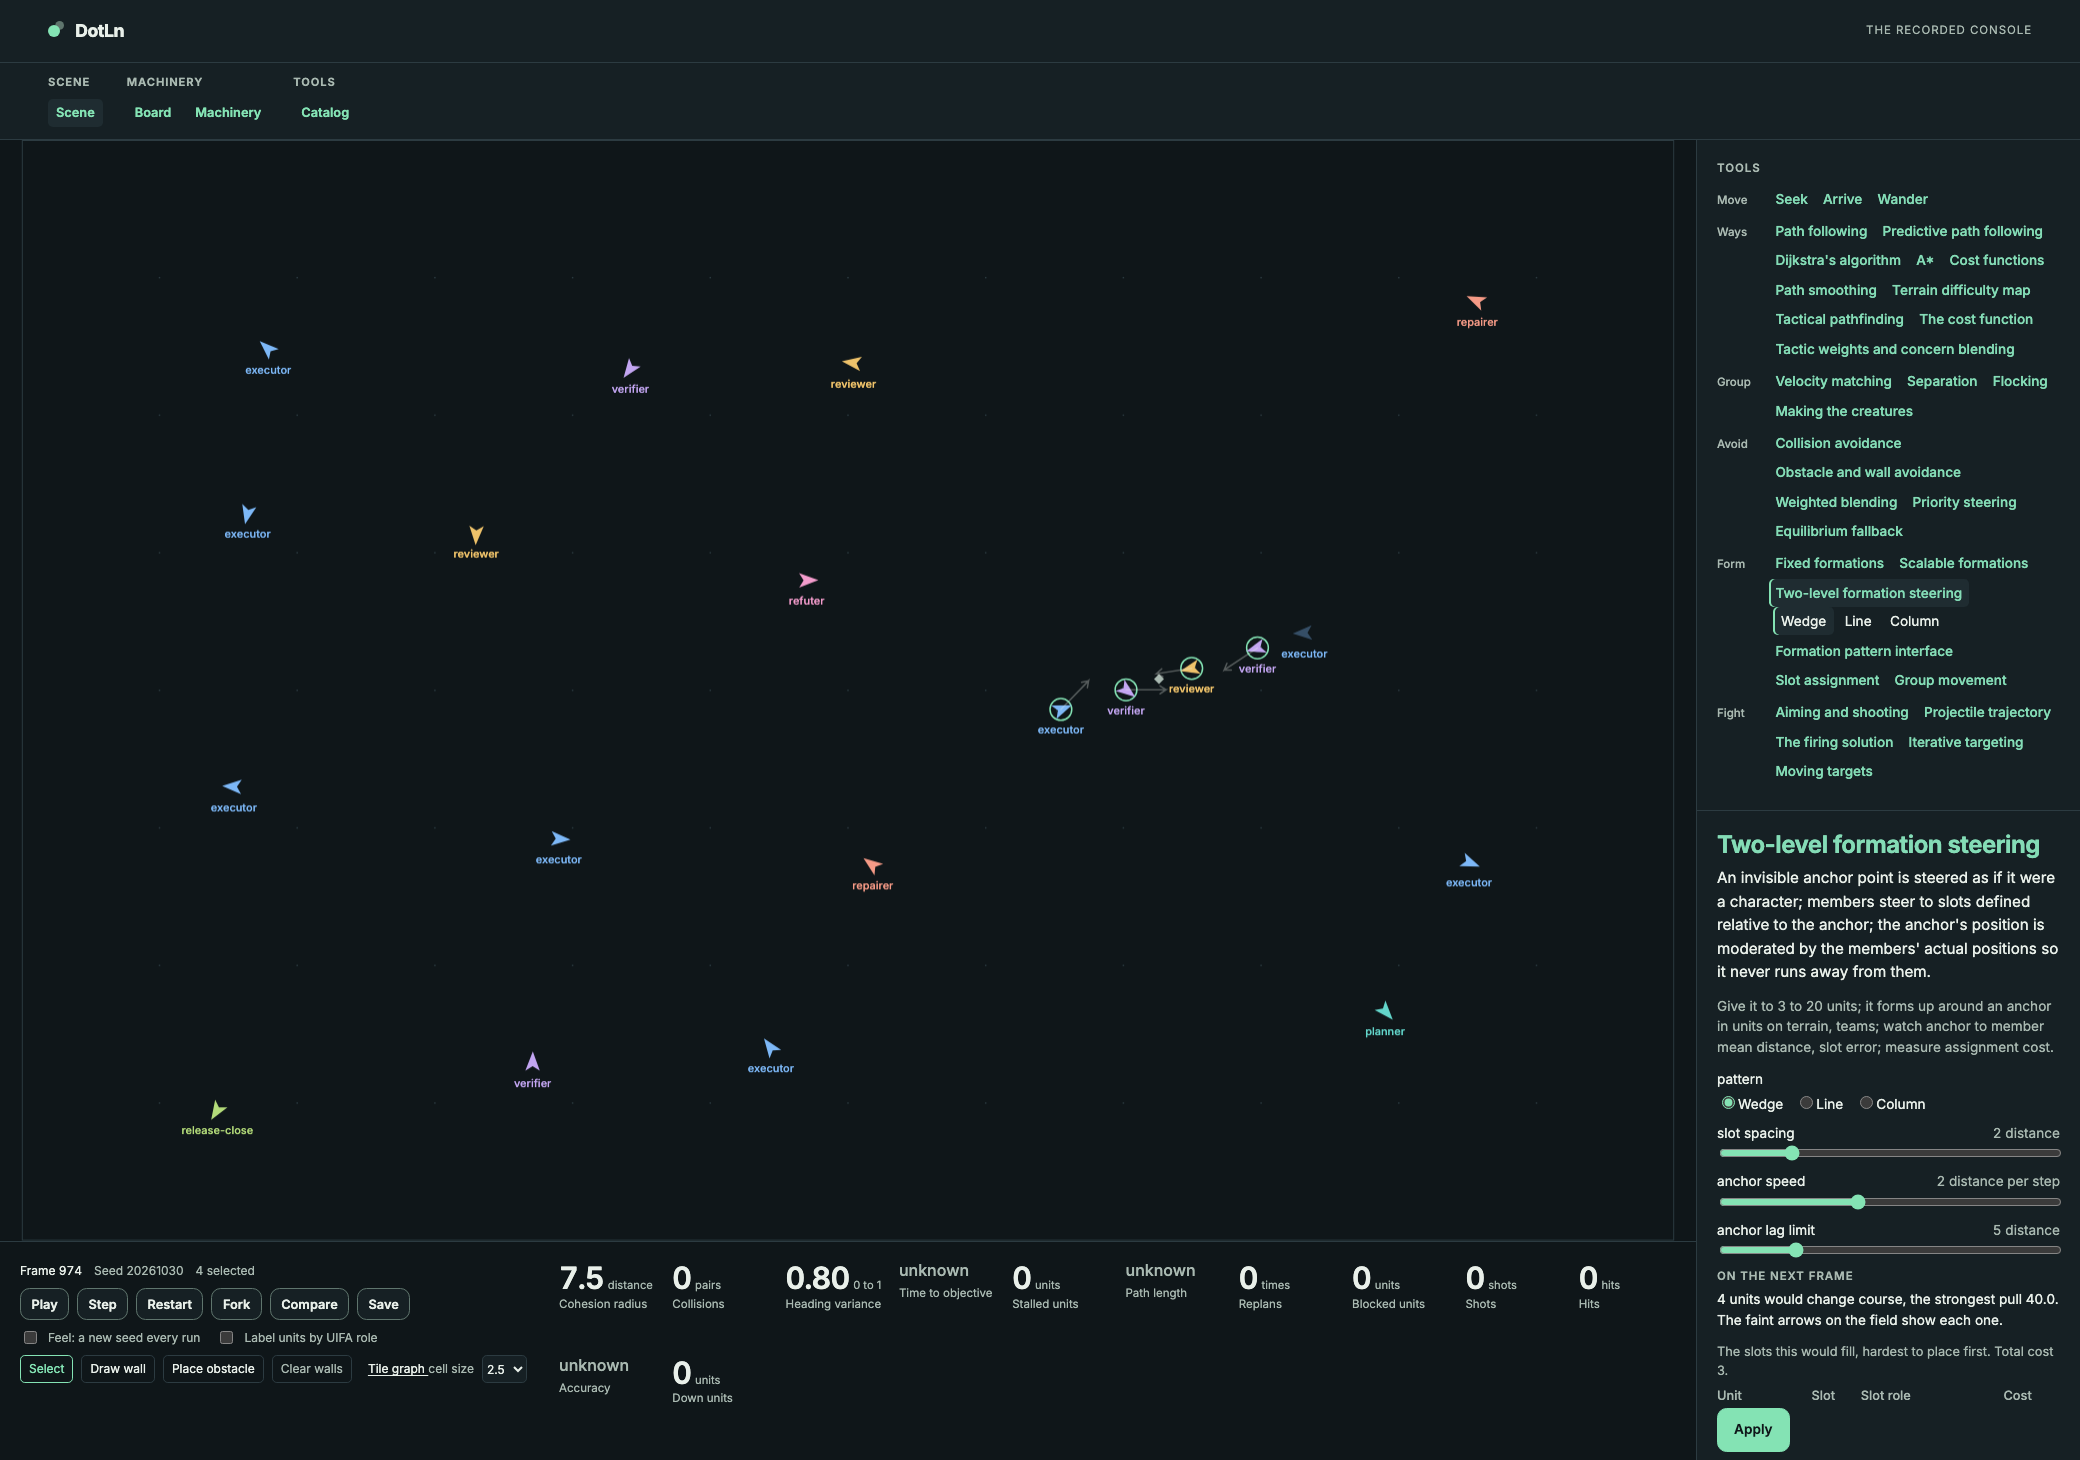 DotLn
THE RECORDED CONSOLE
SCENE MACHINERY TOOLS
Scene Board Machinery Catalog
repairer
executor
verifier
reviewer
executor
reviewer
refuter
executor
verifier
reviewer
verifier
executor
executor
executor
repairer
executor
planner
executor
verifier
release-close
TOOLS
Move Seek Arrive Wander
Ways Path following Predictive path following
Dijkstra's algorithm A* Cost functions
Path smoothing Terrain difficulty map
Tactical pathfinding The cost function
Tactic weights and concern blending
Group Velocity matching Separation Flocking
Making the creatures
Avoid Collision avoidance
Obstacle and wall avoidance
Weighted blending Priority steering
Equilibrium fallback
Form Fixed formations Scalable formations
Two-level formation steering
Wedge Line Column
Formation pattern interface
Slot assignment Group movement
Fight Aiming and shooting Projectile trajectory
The firing solution Iterative targeting
Moving targets
Two-level formation steering
An invisible anchor point is steered as if it were
a character; members steer to slots defined
relative to the anchor; the anchor's position is
moderated by the members' actual positions so
it never runs away from them.
Give it to 3 to 20 units; it forms up around an anchor
in units on terrain, teams; watch anchor to member
mean distance, slot error; measure assignment cost.
pattern
Wedge Line Column
slot spacing 2 distance
anchor speed 2 distance per step
anchor lag limit 5 distance
ON THE NEXT FRAME
4 units would change course, the strongest pull 40.0.
The faint arrows on the field show each one.
The slots this would fill, hardest to place first. Total cost
3.
Unit Slot Slot role Cost
Apply
Frame 974 Seed 20261030 4 selected
Play Step Restart Fork Compare Save
Feel: a new seed every run Label units by UIFA role
Select Draw wall Place obstacle Clear walls Tile graph cell size 2.5
7.5 distance
Cohesion radius
0 pairs
Collisions
0.80 0 to 1
Heading variance
unknown
Time to objective
0 units
Stalled units
unknown
Path length
0 times
Replans
0 units
Blocked units
0 shots
Shots
0 hits
Hits
unknown
Accuracy
0 units
Down units